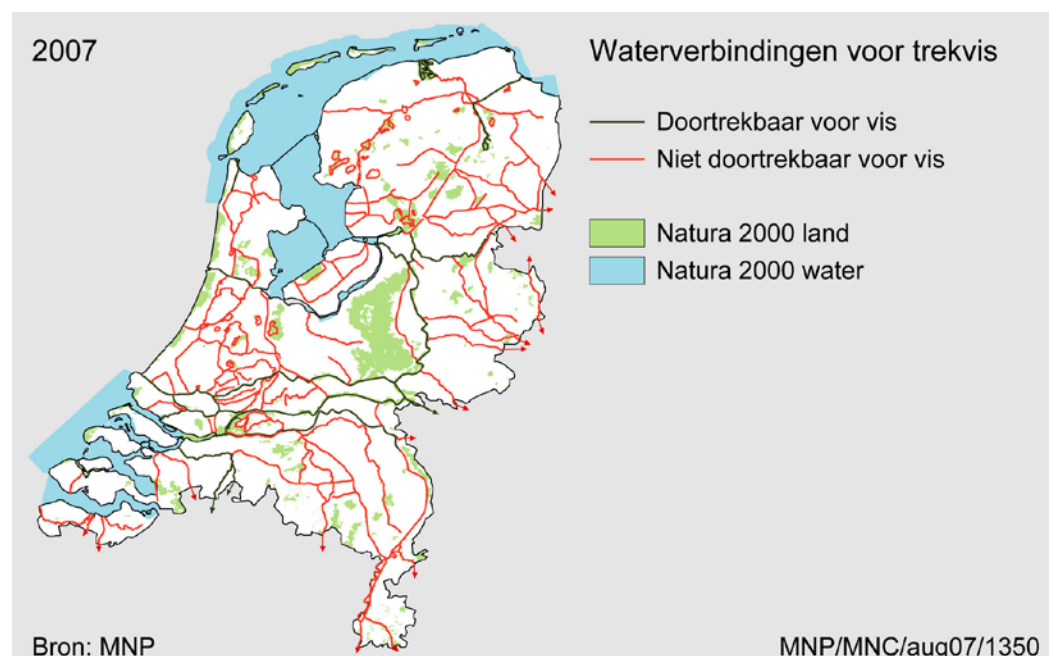 2007
Waterverbindingen voor trekvis
Doortrekbaar voor vis
Niet doortrekbaar voor vis
Natura 2000 land
Natura 2000 water
Bron: MNP
MNP/MNC/aug07/1350